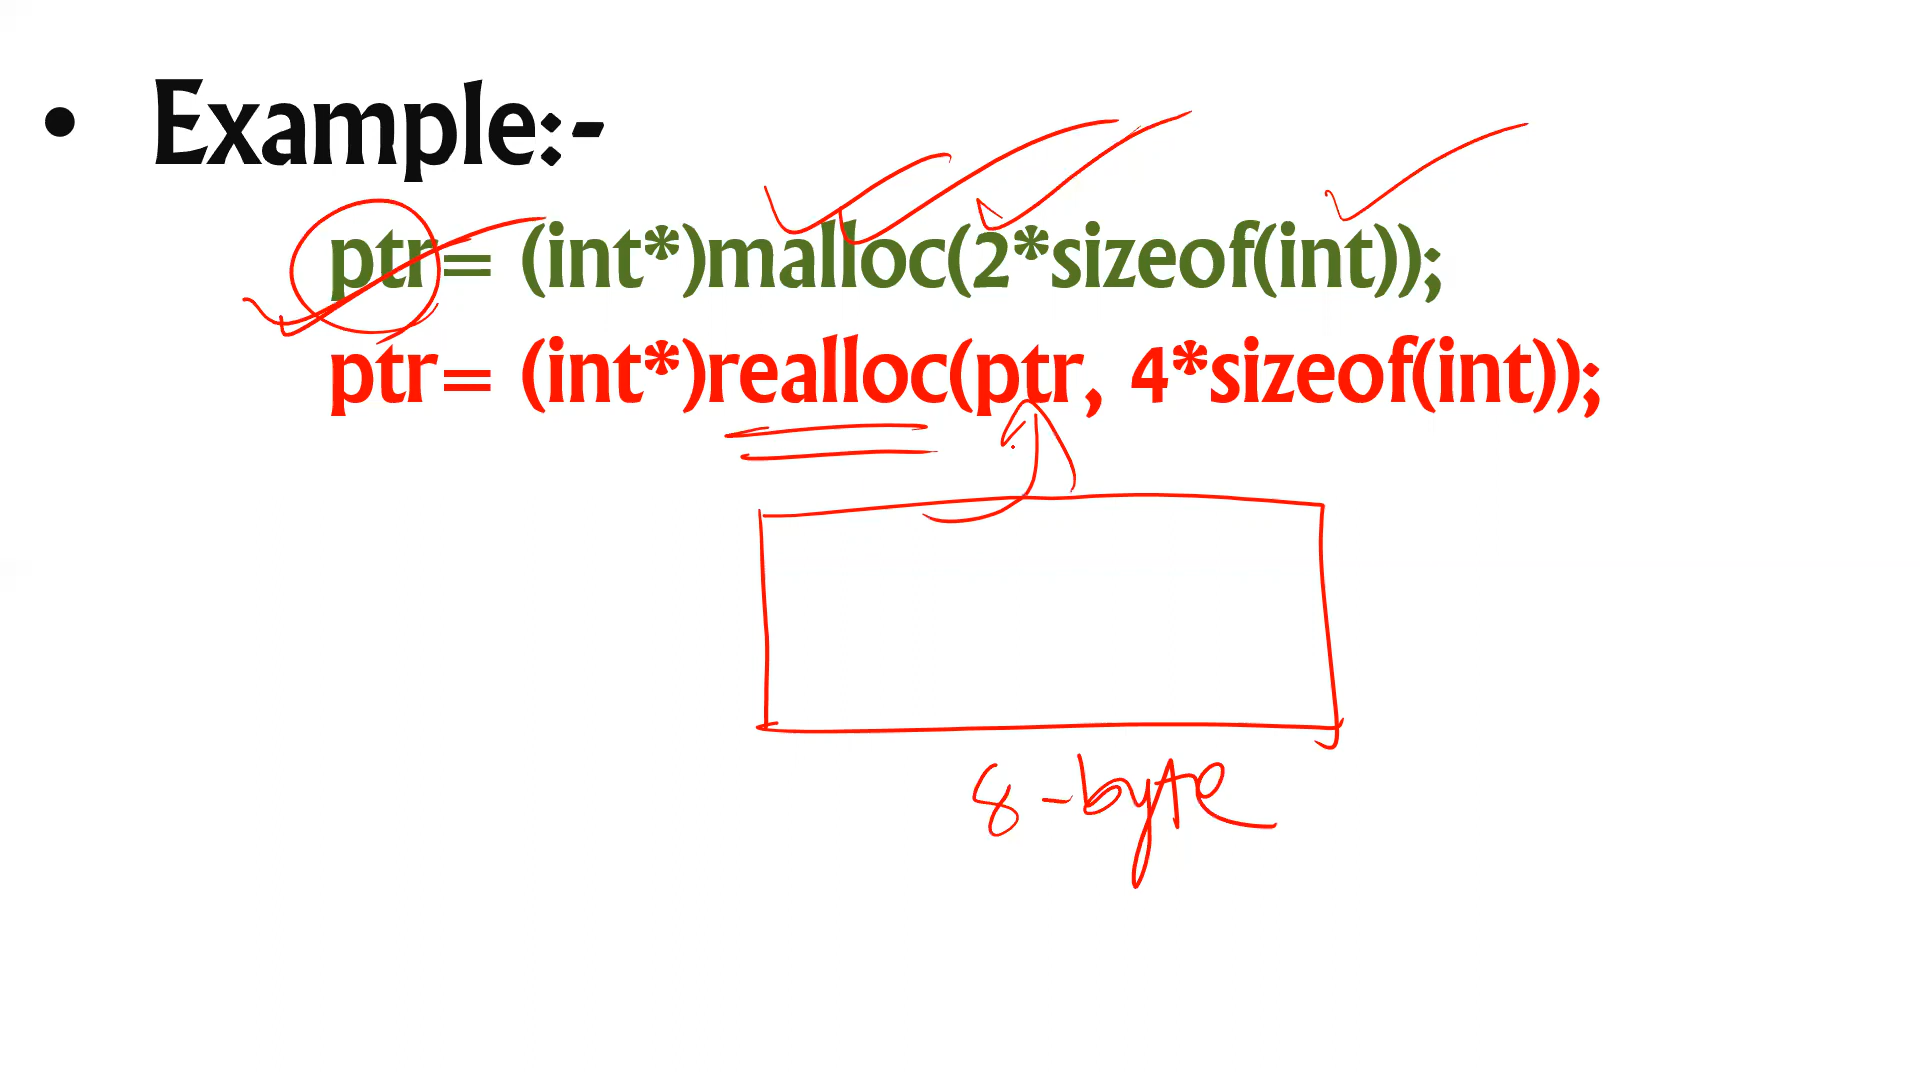 • Example:-
ptr= (int*)malloc(2*sizeof(int));
ptr= (int*)realloc(ptr, 4*sizeof(int));
8-byte